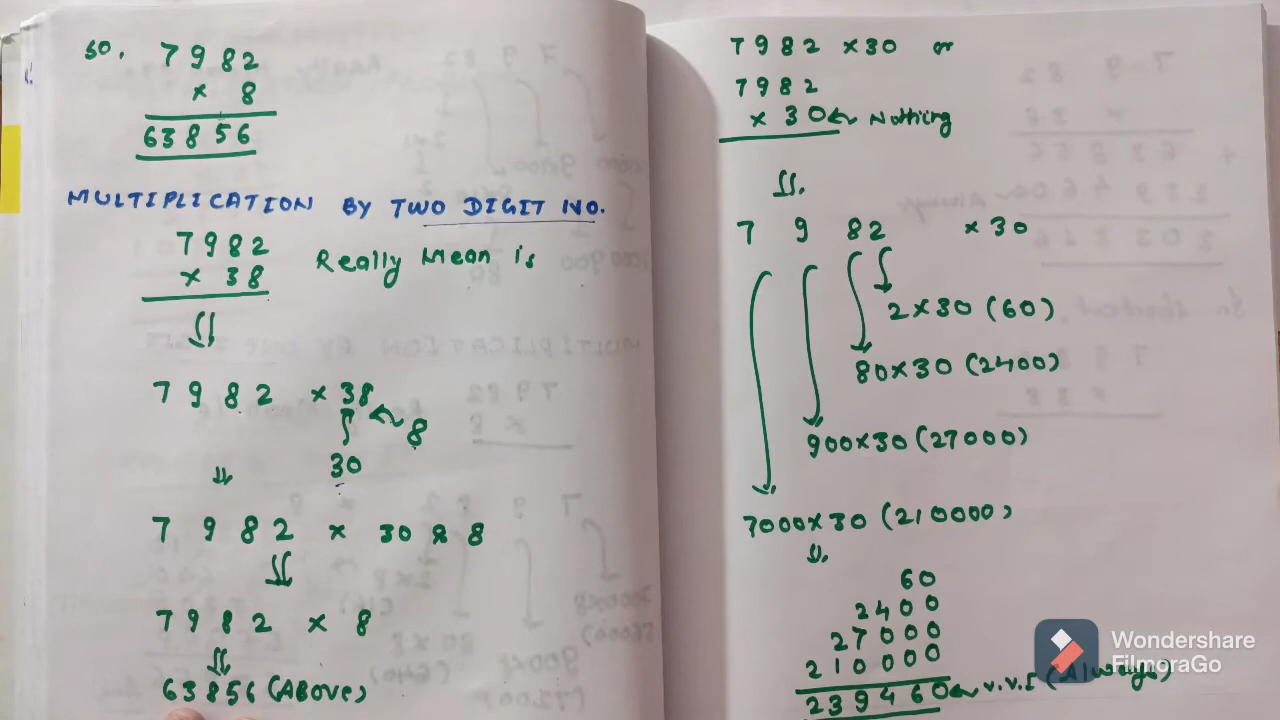 so, 7982
× 8
63856
MULTIPLICATION BY TWO DIGIT NO.
7982
× 38
Really Mean is
7982 × 38
8
30
7982 × 30 & 8
7982 × 8
63856 (ABOVE)
7982 ×30 or
7982
× 30 Nothing
7 9 82 ×30
2×30 (60)
80×30 (2400)
900×30 (27000)
7000×30 (210000)
60
2400
27000
210000
239460 v.v.I (Always)
Wondershare
FilmoraGo